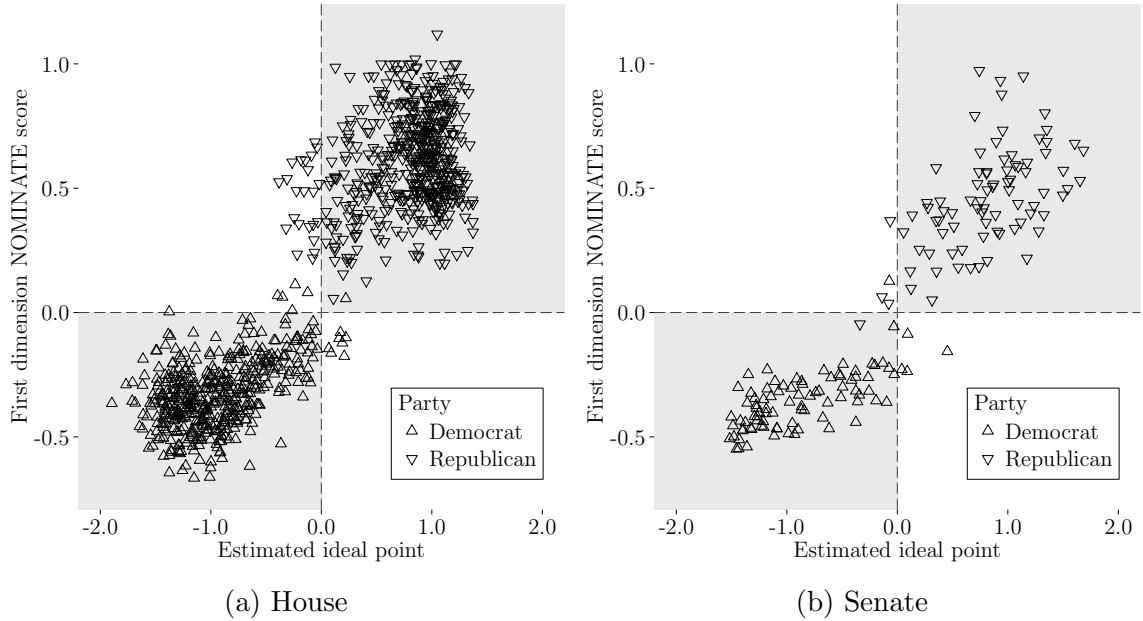 First dimension NOMINATE score
1.0
0.5
0.0
-0.5
-2.0 -1.0 0.0 1.0 2.0
Estimated ideal point
Party
Democrat
Republican
(a) House
First dimension NOMINATE score
1.0
0.5
0.0
-0.5
-2.0 -1.0 0.0 1.0 2.0
Estimated ideal point
Party
Democrat
Republican
(b) Senate